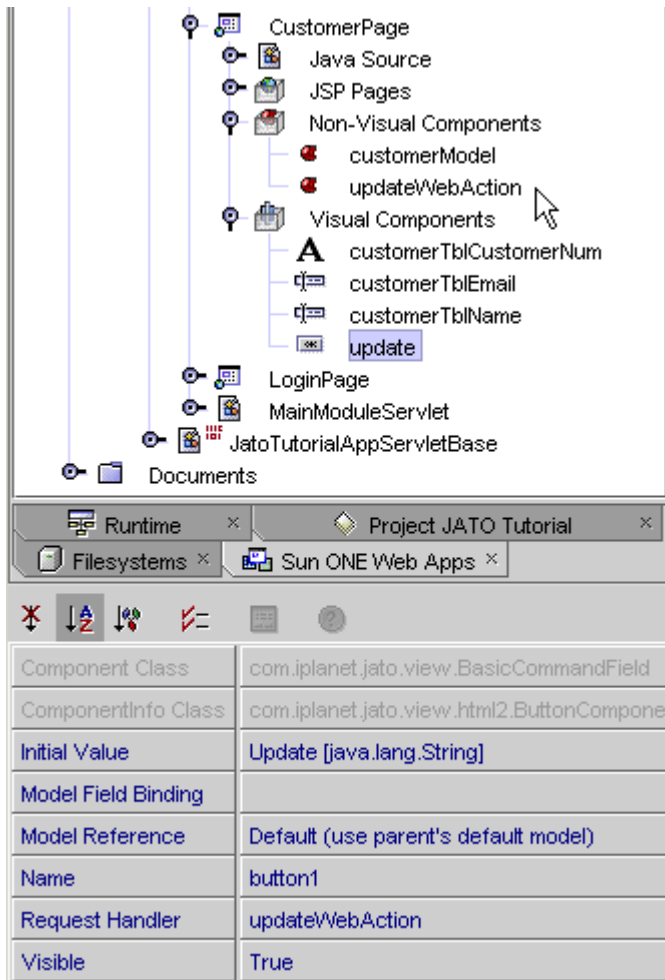 CustomerPage
Java Source
JSP Pages
Non-Visual Components
customerModel
updateWebAction
Visual Components
A customerTblCustomerNum
customerTblEmail
customerTblName
update
LoginPage
MainModuleServlet
JatoTutorialAppServletBase
Documents
Runtime × Project JATO Tutorial ×
Filesystems × Sun ONE Web Apps ×
Component Class com.iplanet.jato.view.BasicCommandField
ComponentInfo Class com.iplanet.jato.view.html2.ButtonCompone
Initial Value Update [java.lang.String]
Model Field Binding
Model Reference Default (use parent's default model)
Name button1
Request Handler updateWebAction
Visible True